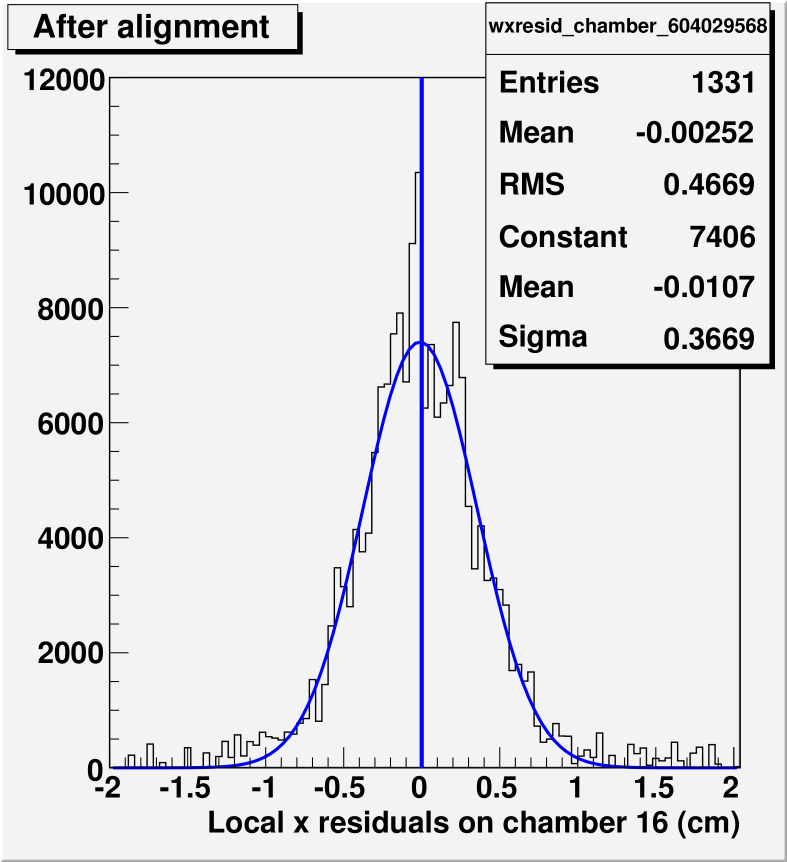 After alignment
wxresid_chamber_604029568
Entries 1331
Mean -0.00252
RMS 0.4669
Constant 7406
Mean -0.0107
Sigma 0.3669
12000
10000
8000
6000
4000
2000
0
-2 -1.5 -1 -0.5 0 0.5 1 1.5 2
Local x residuals on chamber 16 (cm)